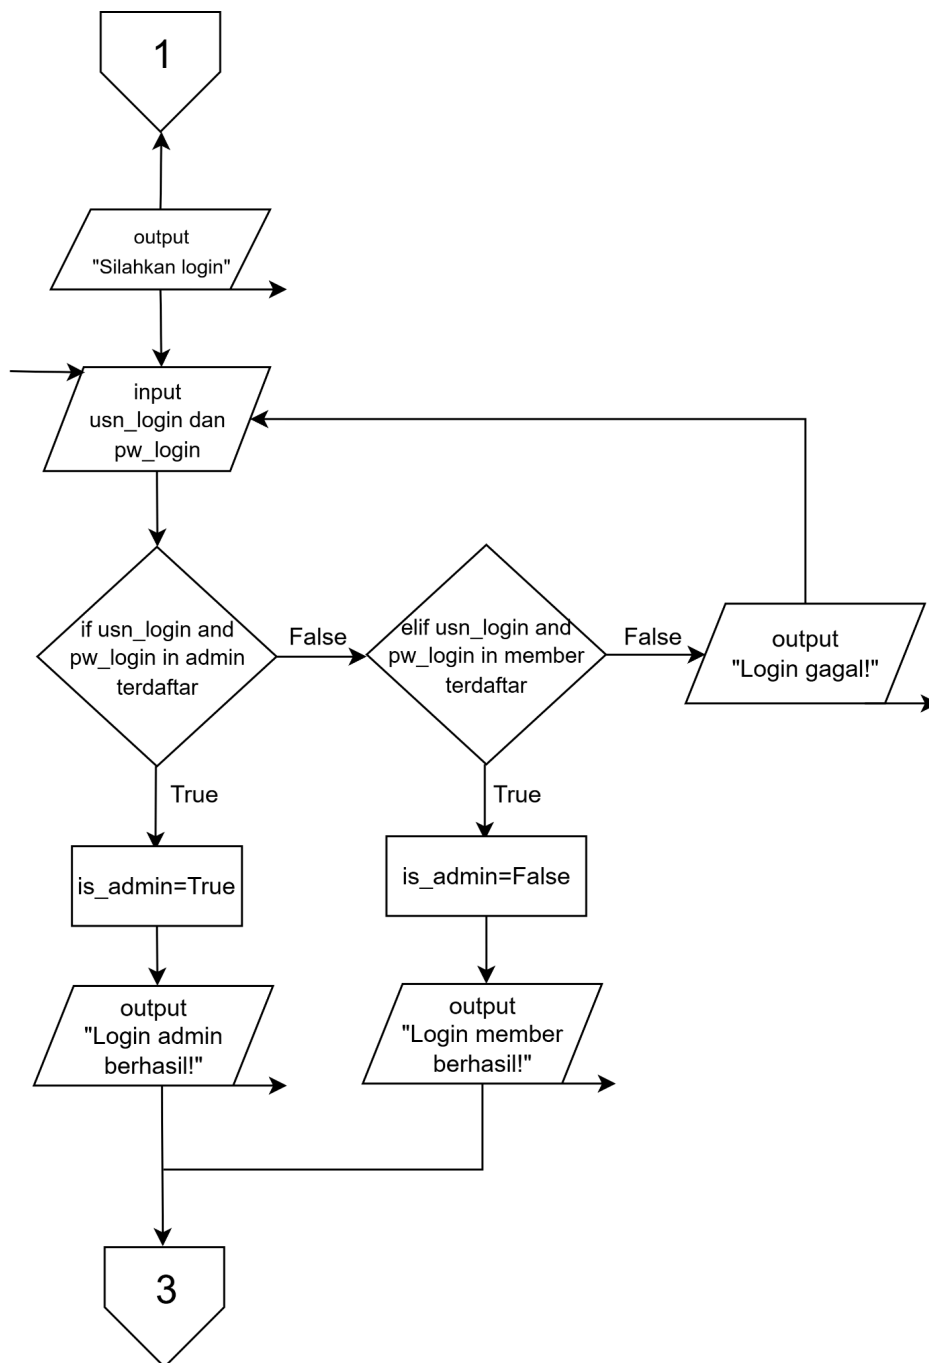 1
output
"Silahkan login"
input
usn_login dan
pw_login
if usn_login and
pw_login in admin
terdaftar
False
elif usn_login and
pw_login in member
terdaftar
False
output
"Login gagal!"
True
True
is_admin=True
is_admin=False
output
"Login admin
berhasil!"
output
"Login member
berhasil!"
3